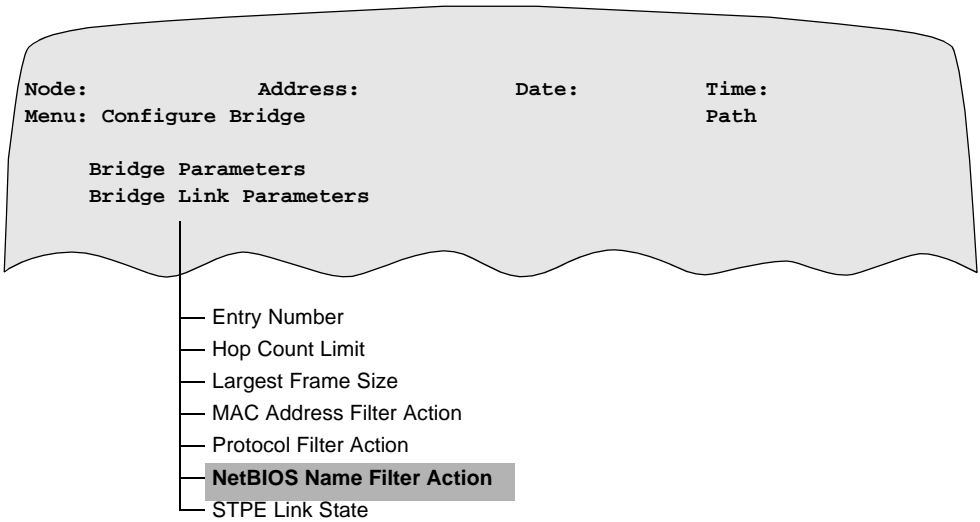 Node: Address: Date: Time:
Menu: Configure Bridge Path
Bridge Parameters
Bridge Link Parameters
Entry Number
Hop Count Limit
Largest Frame Size
MAC Address Filter Action
Protocol Filter Action
NetBIOS Name Filter Action
STPE Link State